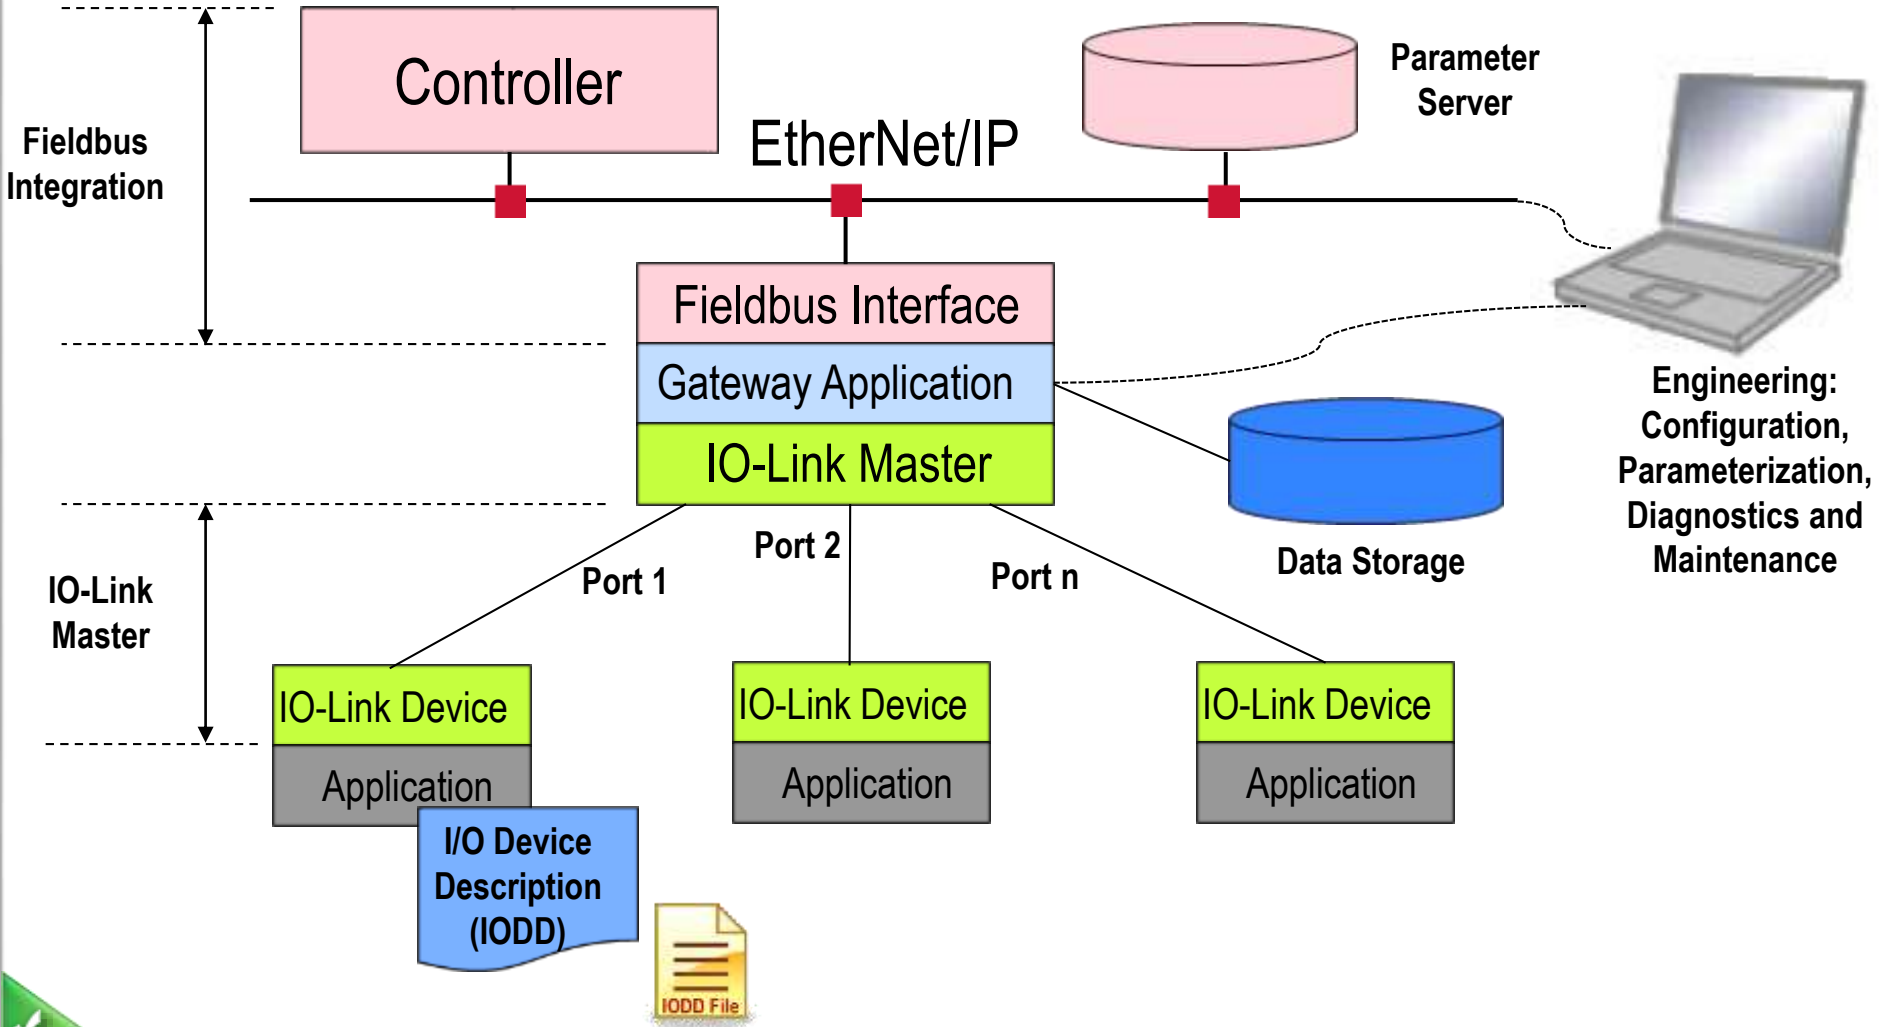 Controller
Parameter
Server
EtherNet/IP
Fieldbus
Integration
Fieldbus Interface
Gateway Application
IO-Link Master
Engineering:
Configuration,
Parameterization,
Diagnostics and
Maintenance
Data Storage
Port 1
Port 2
Port n
IO-Link
Master
IO-Link Device
Application
IO-Link Device
Application
IO-Link Device
Application
I/O Device
Description
(IODD)
IODD File